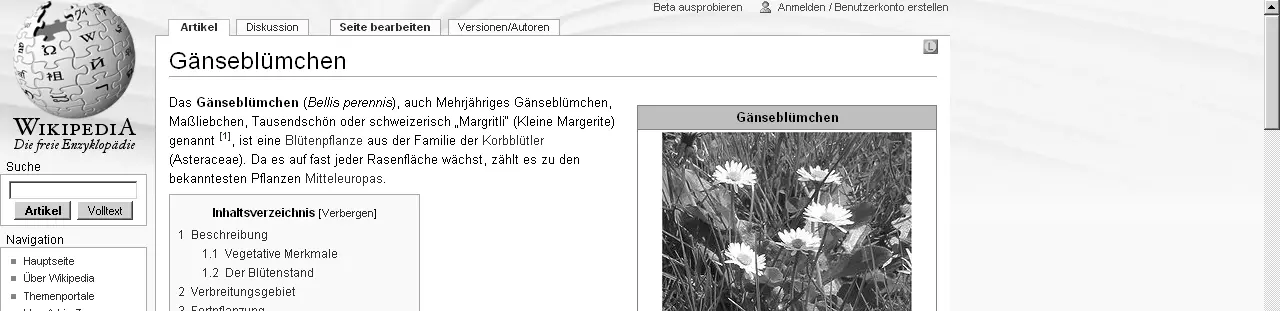 Beta ausprobieren Anmelden / Benutzerkonto erstellen
Artikel Diskussion Seite bearbeiten Versionen/Autoren
Gänseblümchen
L
WIKIPEDIA
Die freie Enzyklopädie
Suche
Artikel Volltext
Navigation
Hauptseite
Über Wikipedia
Themenportale
Das Gänseblümchen (Bellis perennis), auch Mehrjähriges Gänseblümchen,
Maßliebchen, Tausendschön oder schweizerisch „Margritli“ (Kleine Margerite)
genannt [1], ist eine Blütenpflanze aus der Familie der Korbblütler
(Asteraceae). Da es auf fast jeder Rasenfläche wächst, zählt es zu den
bekanntesten Pflanzen Mitteleuropas.
Inhaltsverzeichnis [Verbergen]
1 Beschreibung
1.1 Vegetative Merkmale
1.2 Der Blütenstand
2 Verbreitungsgebiet
3 Fortpflanzung
Gänseblümchen